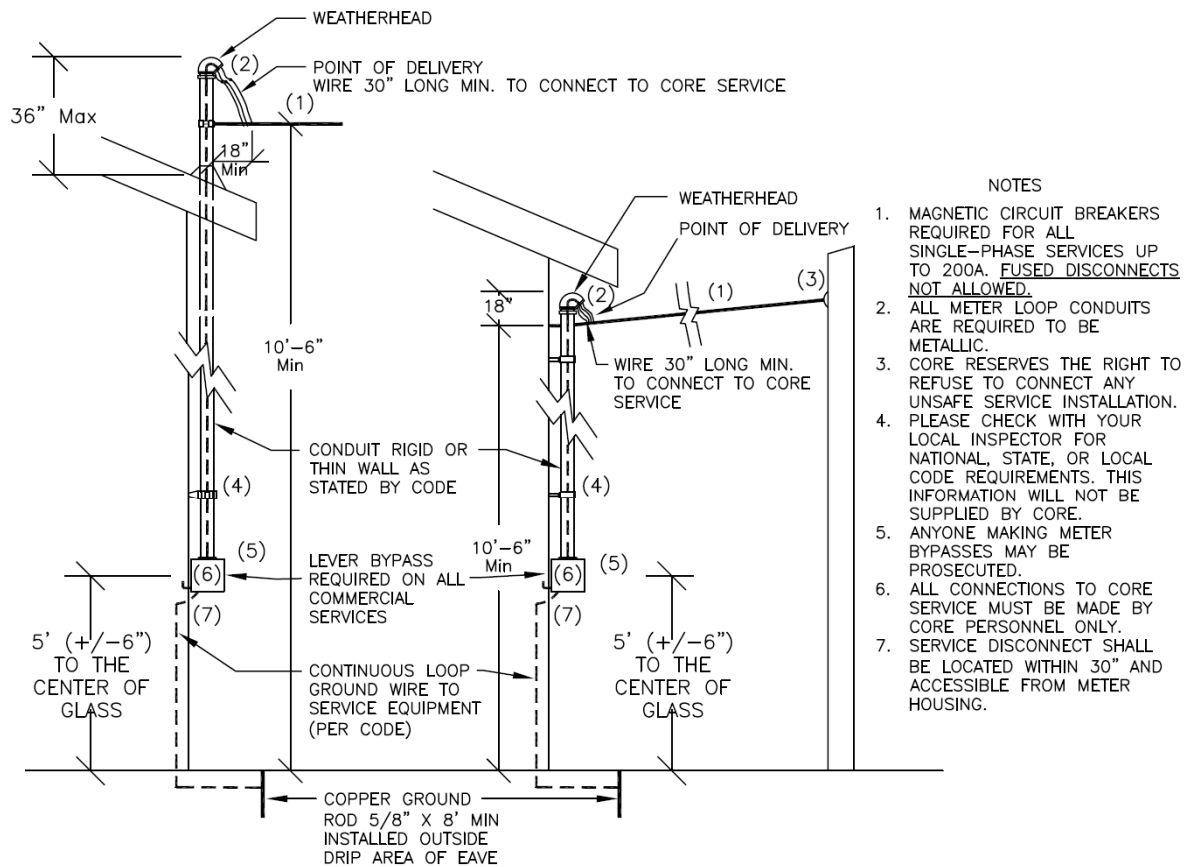 WEATHERHEAD
(2)
POINT OF DELIVERY
WIRE 30” LONG MIN. TO CONNECT TO CORE SERVICE
(1)
36” Max
18”
Min
WEATHERHEAD
POINT OF DELIVERY
(2)
(1)
(3)
18”
10’-6”
Min
WIRE 30” LONG MIN.
TO CONNECT TO CORE
SERVICE
CONDUIT RIGID OR
THIN WALL AS
STATED BY CODE
(4)
(4)
(5)
(6)
(7)
LEVER BYPASS
REQUIRED ON ALL
COMMERCIAL
SERVICES
10’-6”
Min
(5)
(6)
(7)
5’ (+/-6”)
TO THE
CENTER OF
GLASS
CONTINUOUS LOOP
GROUND WIRE TO
SERVICE EQUIPMENT
(PER CODE)
5’ (+/-6”)
TO THE
CENTER OF
GLASS
COPPER GROUND
ROD 5/8” X 8’ MIN
INSTALLED OUTSIDE
DRIP AREA OF EAVE
NOTES
1. MAGNETIC CIRCUIT BREAKERS
REQUIRED FOR ALL
SINGLE-PHASE SERVICES UP
TO 200A. FUSED DISCONNECTS
NOT ALLOWED.
2. ALL METER LOOP CONDUITS
ARE REQUIRED TO BE
METALLIC.
3. CORE RESERVES THE RIGHT TO
REFUSE TO CONNECT ANY
UNSAFE SERVICE INSTALLATION.
4. PLEASE CHECK WITH YOUR
LOCAL INSPECTOR FOR
NATIONAL, STATE, OR LOCAL
CODE REQUIREMENTS. THIS
INFORMATION WILL NOT BE
SUPPLIED BY CORE.
5. ANYONE MAKING METER
BYPASSES MAY BE
PROSECUTED.
6. ALL CONNECTIONS TO CORE
SERVICE MUST BE MADE BY
CORE PERSONNEL ONLY.
7. SERVICE DISCONNECT SHALL
BE LOCATED WITHIN 30” AND
ACCESSIBLE FROM METER
HOUSING.